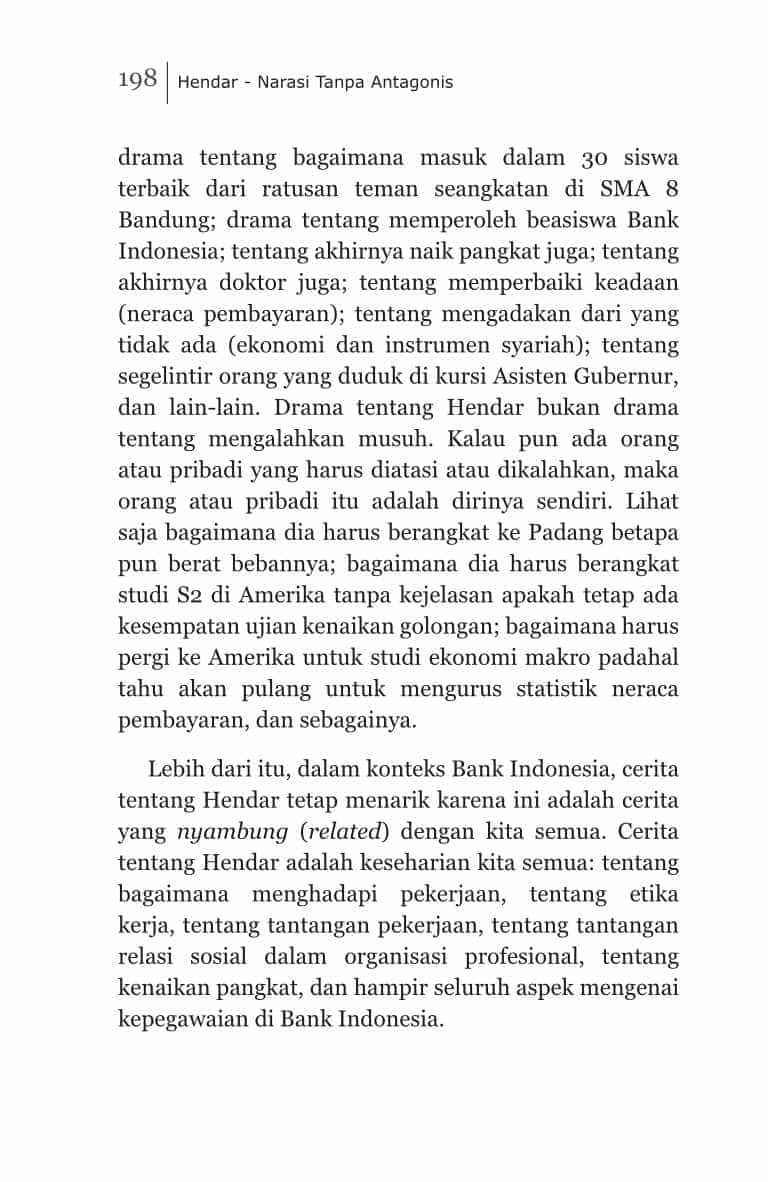 198 Hendar - Narasi Tanpa Antagonis
drama tentang bagaimana masuk dalam 30 siswa
terbaik dari ratusan teman seangkatan di SMA 8
Bandung; drama tentang memperoleh beasiswa Bank
Indonesia; tentang akhirnya naik pangkat juga; tentang
akhirnya doktor juga; tentang memperbaiki keadaan
(neraca pembayaran); tentang mengadakan dari yang
tidak ada (ekonomi dan instrumen syariah); tentang
segelintir orang yang duduk di kursi Asisten Gubernur,
dan lain-lain. Drama tentang Hendar bukan drama
tentang mengalahkan musuh. Kalau pun ada orang
atau pribadi yang harus diatasi atau dikalahkan, maka
orang atau pribadi itu adalah dirinya sendiri. Lihat
saja bagaimana dia harus berangkat ke Padang betapa
pun berat bebannya; bagaimana dia harus berangkat
studi S2 di Amerika tanpa kejelasan apakah tetap ada
kesempatan ujian kenaikan golongan; bagaimana harus
pergi ke Amerika untuk studi ekonomi makro padahal
tahu akan pulang untuk mengurus statistik neraca
pembayaran, dan sebagainya.
Lebih dari itu, dalam konteks Bank Indonesia, cerita
tentang Hendar tetap menarik karena ini adalah cerita
yang nyambung (related) dengan kita semua. Cerita
tentang Hendar adalah keseharian kita semua: tentang
bagaimana menghadapi pekerjaan, tentang etika
kerja, tentang tantangan pekerjaan, tentang tantangan
relasi sosial dalam organisasi profesional, tentang
kenaikan pangkat, dan hampir seluruh aspek mengenai
kepegawaian di Bank Indonesia.